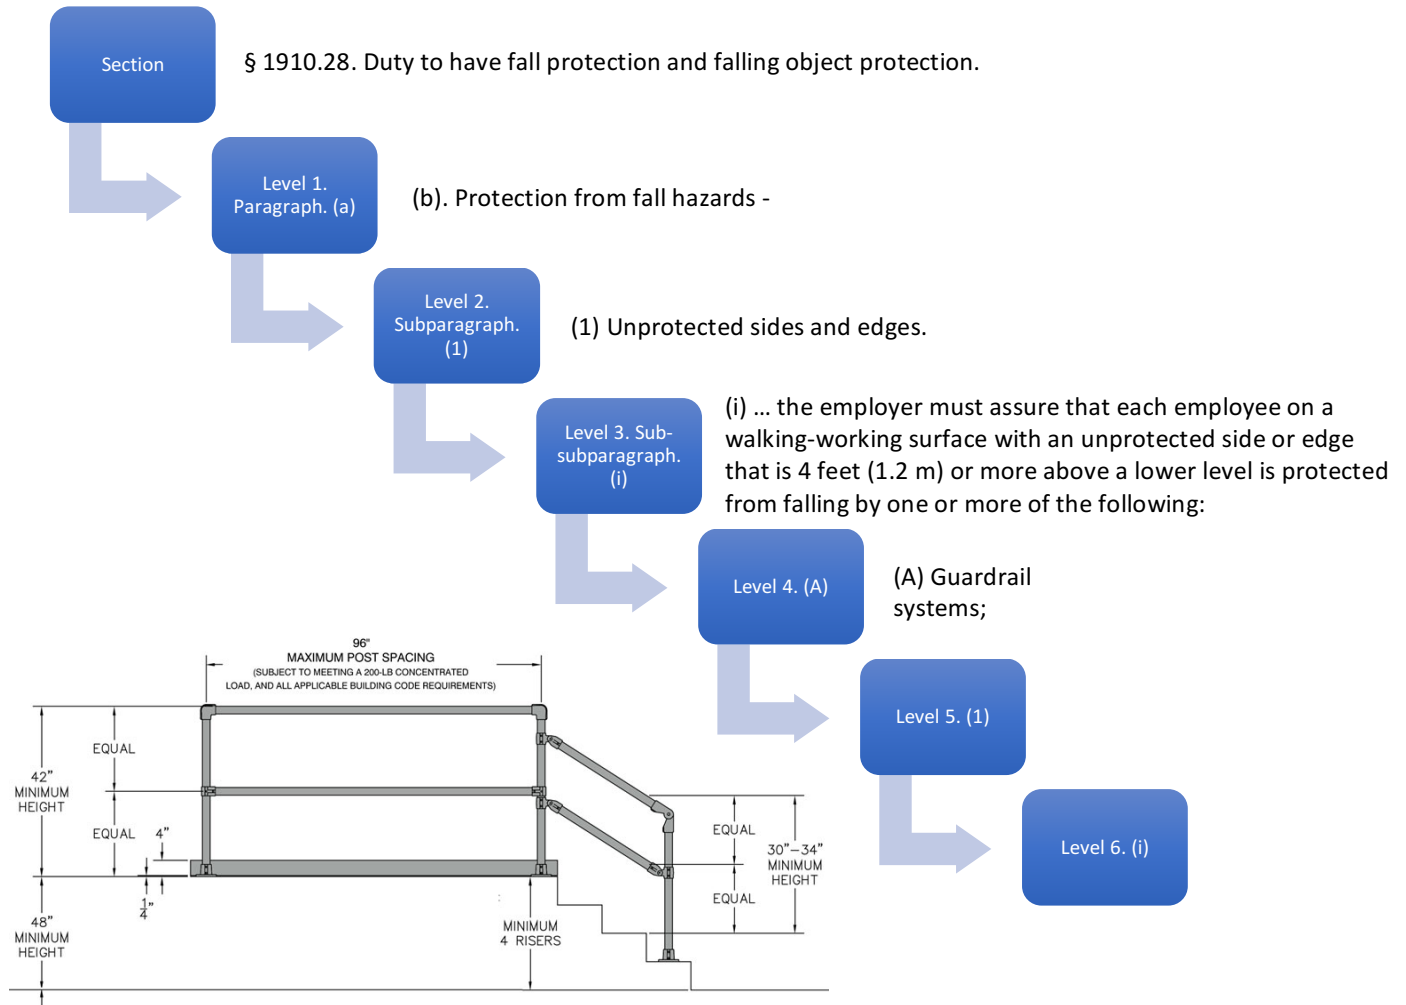 Section
§ 1910.28. Duty to have fall protection and falling object protection.
Level 1.
Paragraph. (a)
(b). Protection from fall hazards -
Level 2.
Subparagraph.
(1)
(1) Unprotected sides and edges.
Level 3. Sub-
subparagraph.
(i)
(i) ... the employer must assure that each employee on a
walking-working surface with an unprotected side or edge
that is 4 feet (1.2 m) or more above a lower level is protected
from falling by one or more of the following:
Level 4. (A)
(A) Guardrail
systems;
Level 5. (1)
Level 6. (i)
96"
MAXIMUM POST SPACING
(SUBJECT TO MEETING A 200-LB CONCENTRATED
LOAD, AND ALL APPLICABLE BUILDING CODE REQUIREMENTS)
42"
MINIMUM
HEIGHT
EQUAL
EQUAL
4"
1/4"
48"
MINIMUM
HEIGHT
MINIMUM
4 RISERS
EQUAL
EQUAL
30"-34"
MINIMUM
HEIGHT